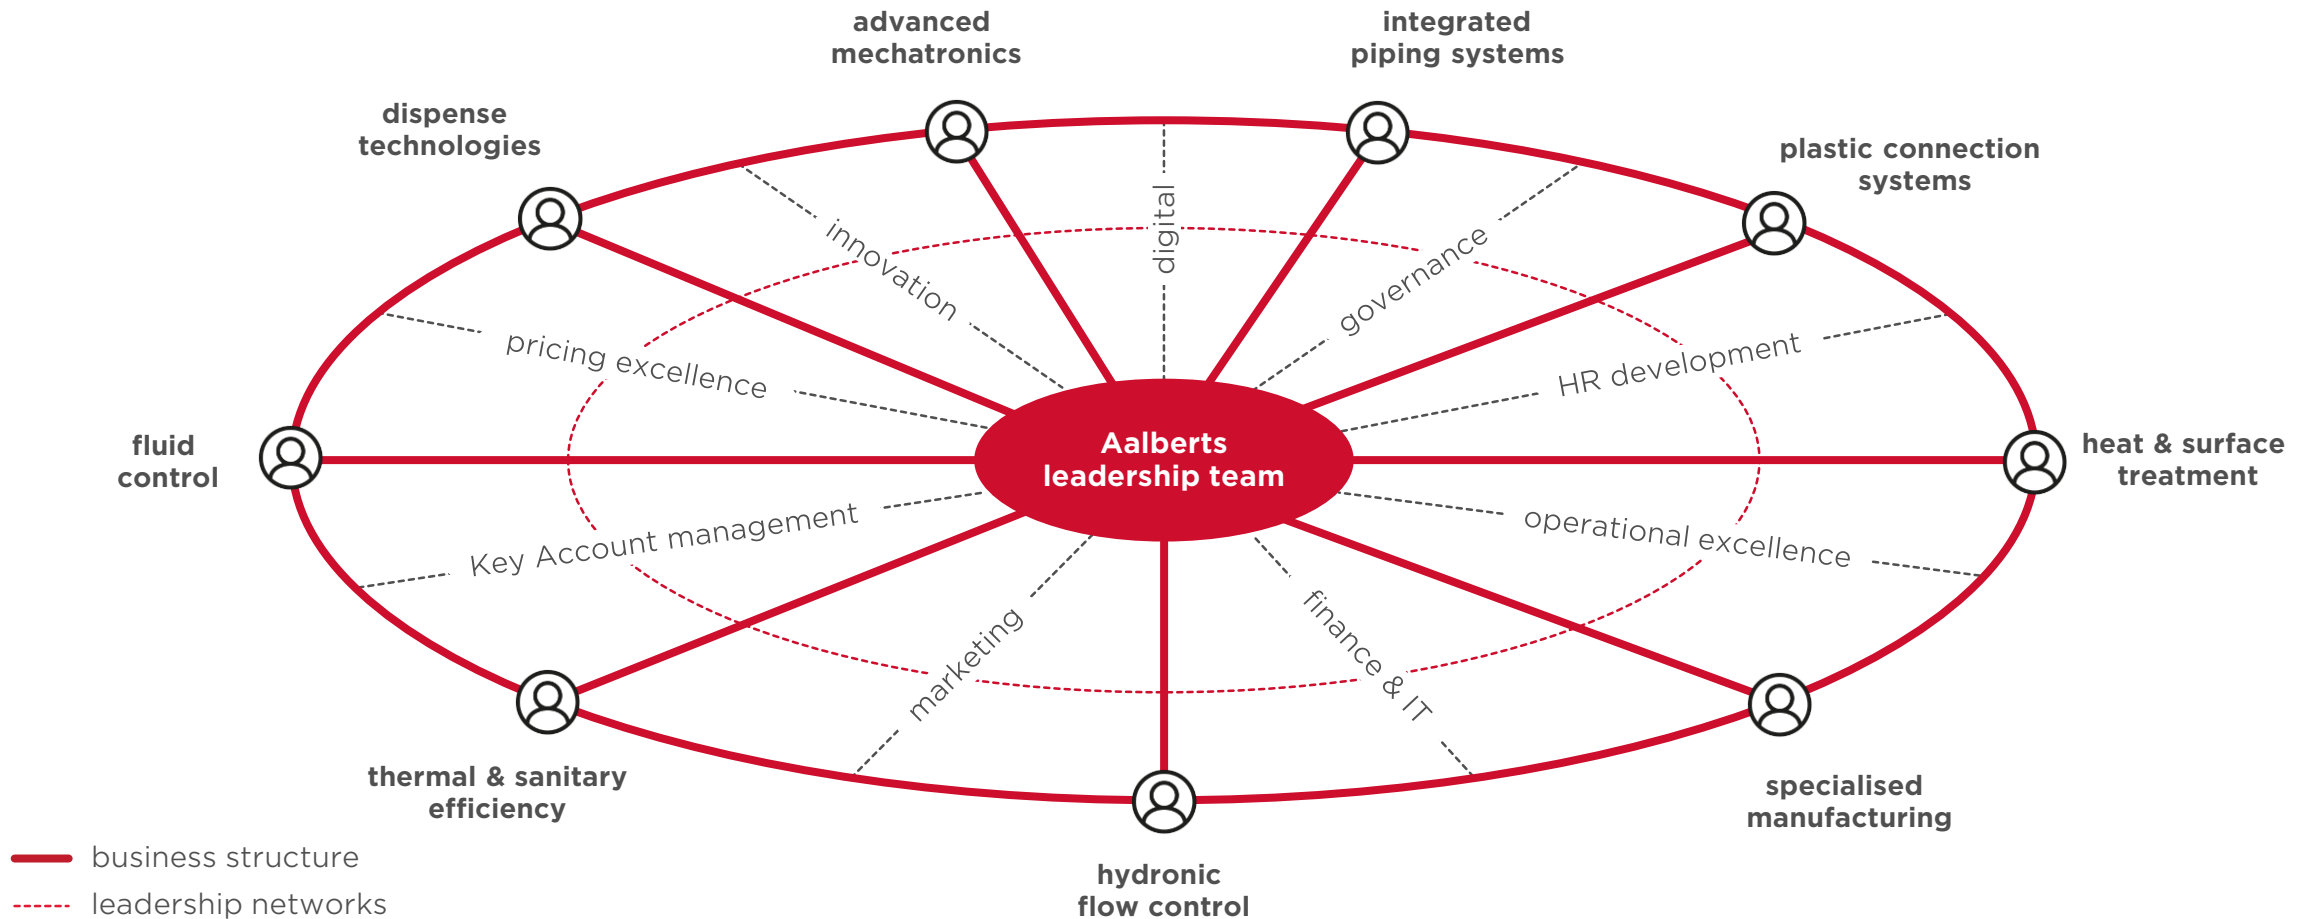 advanced
mechatronics
integrated
piping systems
dispense
technologies
plastic connection
systems
digital
innovation
governance
pricing excellence
HR development
fluid
control
Aalberts
leadership team
heat & surface
treatment
Key Account management
operational excellence
marketing
finance & IT
thermal & sanitary
efficiency
specialised
manufacturing
hydronic
flow control
business structure
leadership networks